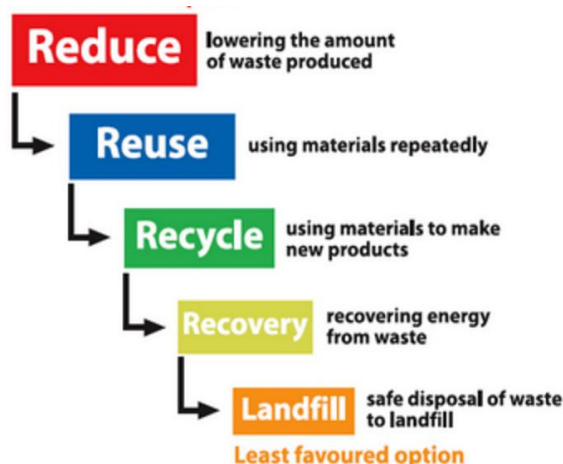 Reduce
lowering the amount
of waste produced
Reuse
using materials repeatedly
Recycle
using materials to make
new products
Recovery
recovering energy
from waste
Landfill
safe disposal of waste
to landfill
Least favoured option